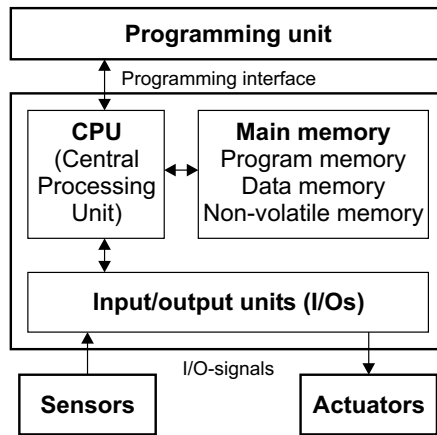 Programming unit
Programming interface
CPU
(Central
Processing
Unit)
Main memory
Program memory
Data memory
Non-volatile memory
Input/output units (I/Os)
I/O-signals
Sensors
Actuators